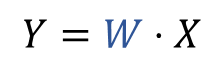 Y = W · X